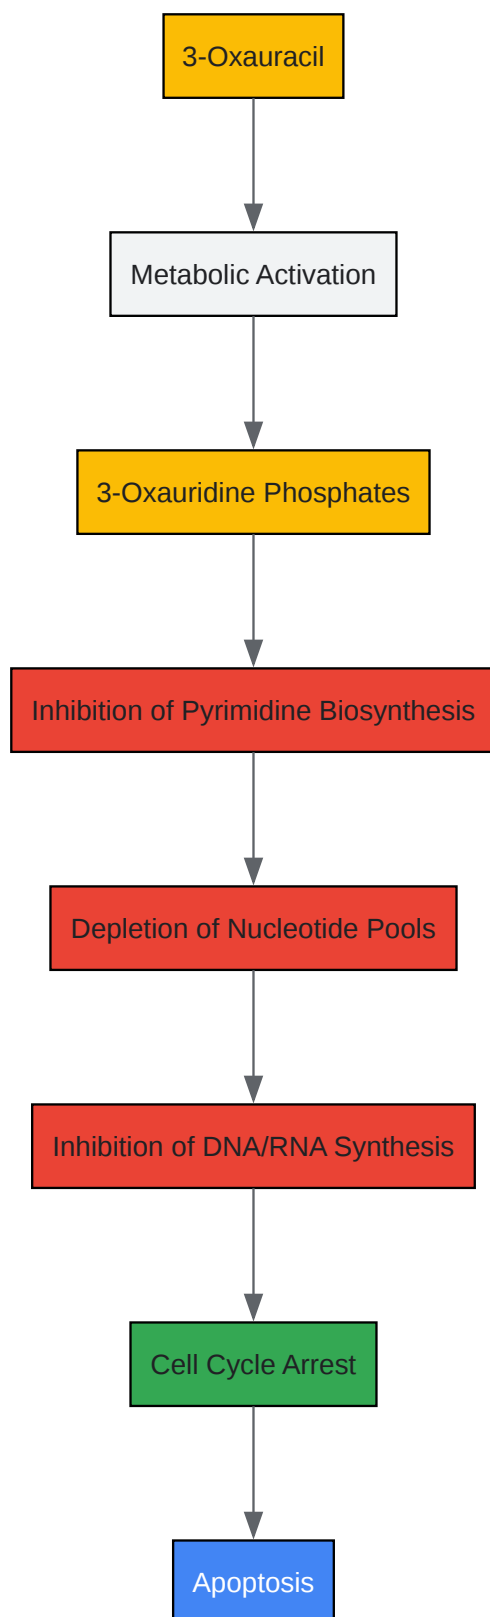 3-Oxauracil
Metabolic Activation
3-Oxauridine Phosphates
Inhibition of Pyrimidine Biosynthesis
Depletion of Nucleotide Pools
Inhibition of DNA/RNA Synthesis
Cell Cycle Arrest
Apoptosis